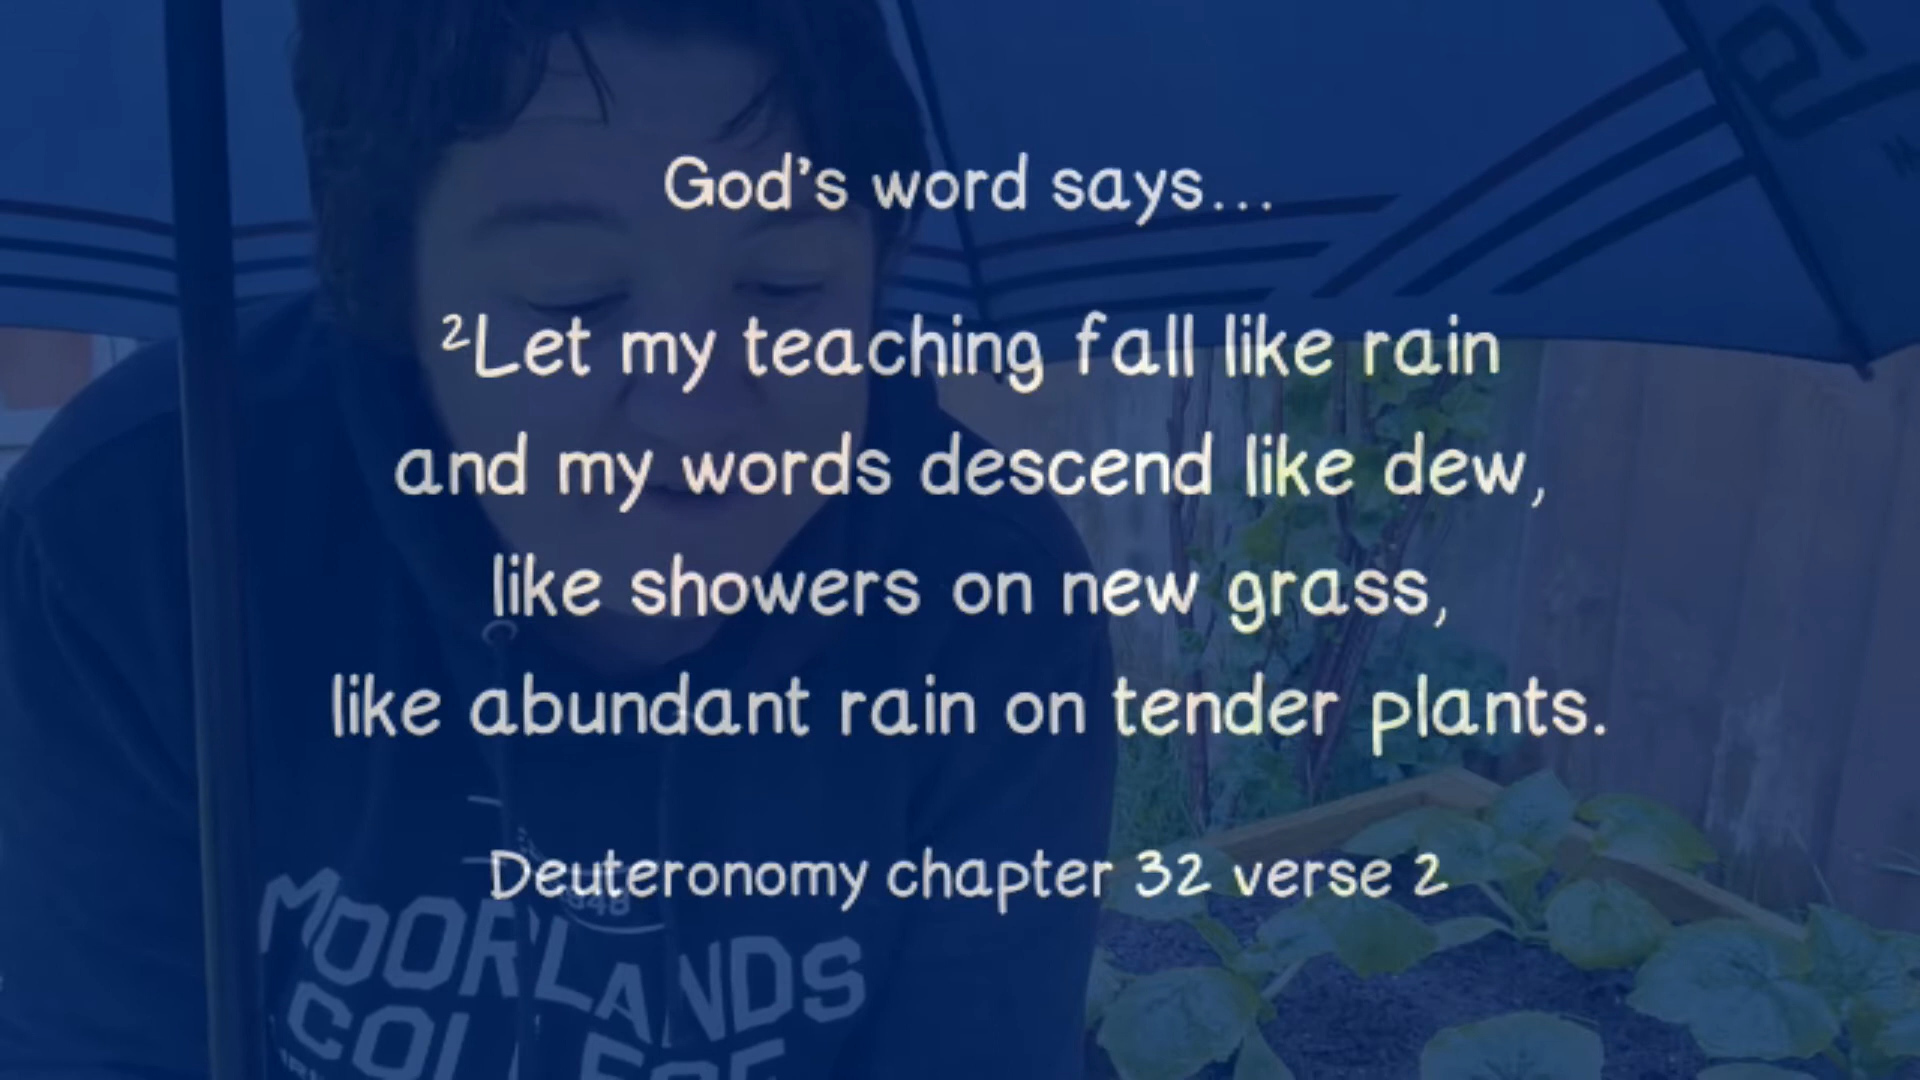 God's word says...
²Let my teaching fall like rain
and my words descend like dew,
like showers on new grass,
like abundant rain on tender plants.
Deuteronomy chapter 32 verse 2
MOORLANDS
COLLEGE